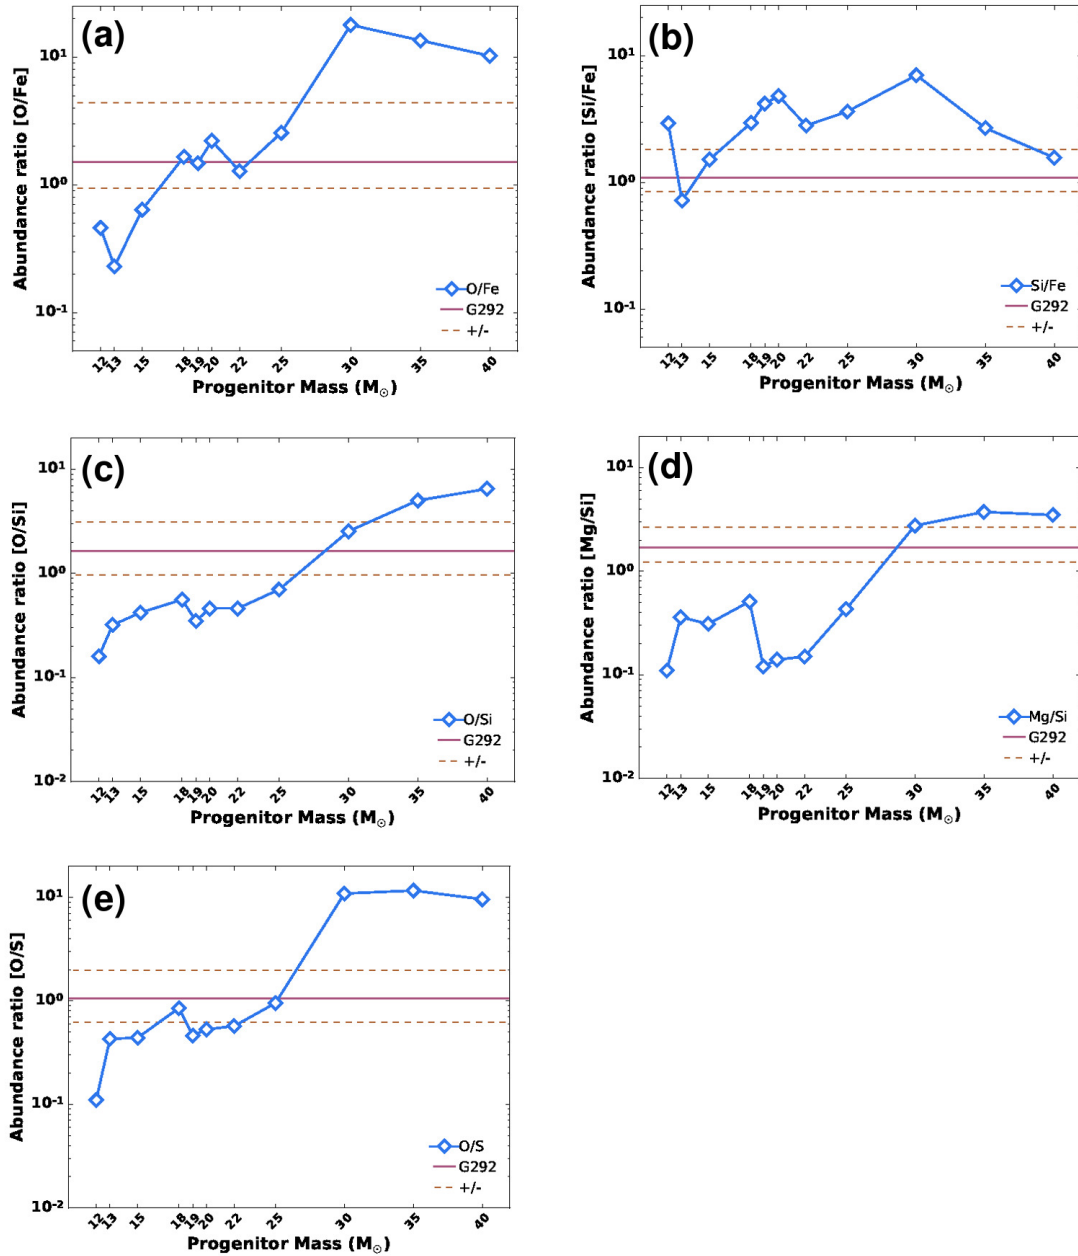 (a)
Abundance ratio [O/Fe]
10¹
10⁰
10⁻¹
O/Fe
G292
+/-
12 13 15 18 19 20 22 25 30 35 40
Progenitor Mass (M☉)
(b)
Abundance ratio [Si/Fe]
10¹
10⁰
10⁻¹
Si/Fe
G292
+/-
12 13 15 18 19 20 22 25 30 35 40
Progenitor Mass (M☉)
(c)
Abundance ratio [O/Si]
10¹
10⁰
10⁻¹
10⁻²
O/Si
G292
+/-
12 13 15 18 19 20 22 25 30 35 40
Progenitor Mass (M☉)
(d)
Abundance ratio [Mg/Si]
10¹
10⁰
10⁻¹
10⁻²
Mg/Si
G292
+/-
12 13 15 18 19 20 22 25 30 35 40
Progenitor Mass (M☉)
(e)
Abundance ratio [O/S]
10¹
10⁰
10⁻¹
10⁻²
O/S
G292
+/-
12 13 15 18 19 20 22 25 30 35 40
Progenitor Mass (M☉)